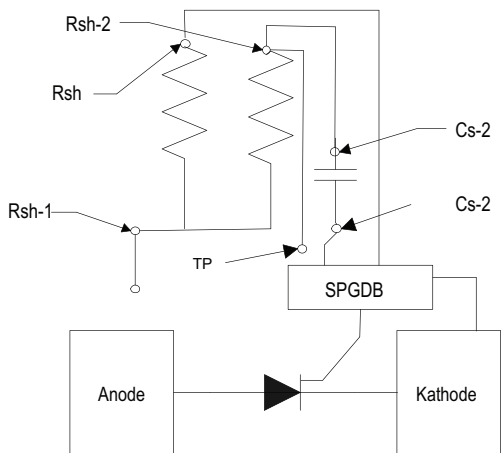 Rsh-2
Rsh
Cs-2
Rsh-1
Cs-2
TP
SPGDB
Anode
Kathode